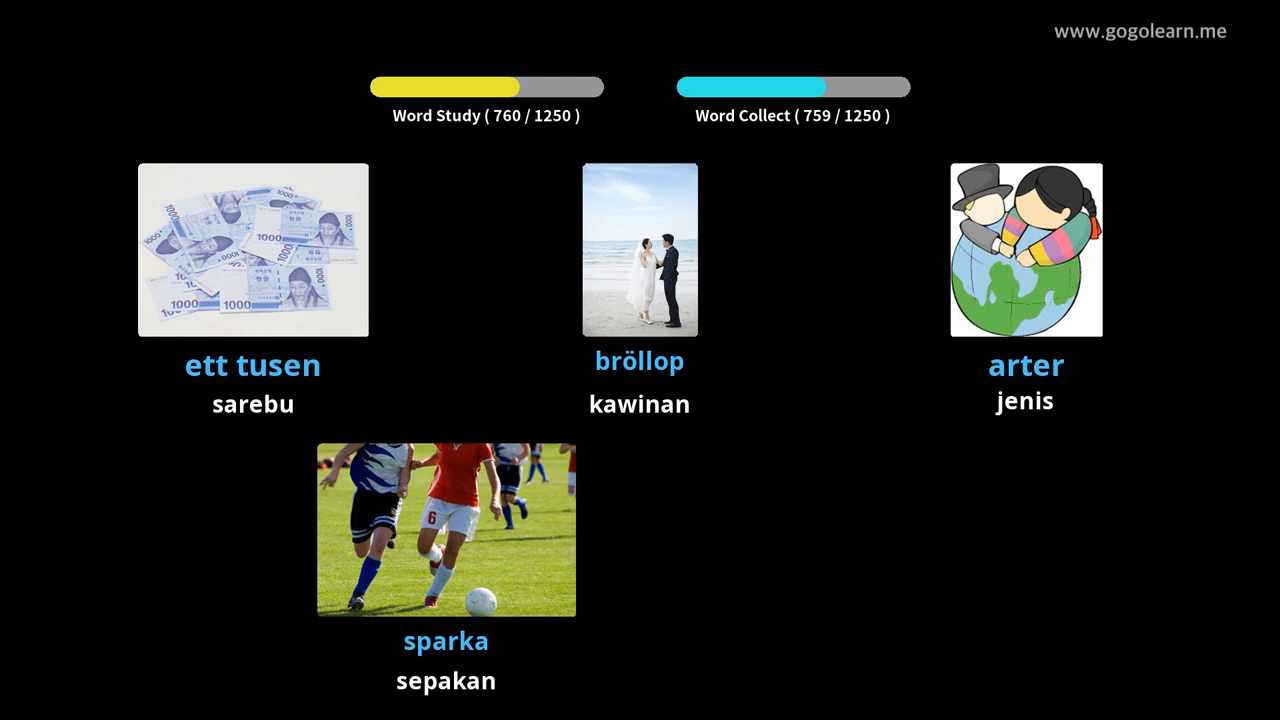 www.gogolearn.me
Word Study ( 760 / 1250 )
Word Collect ( 759 / 1250 )
ett tusen
sarebu
bröllop
kawinan
arter
jenis
sparka
sepakan